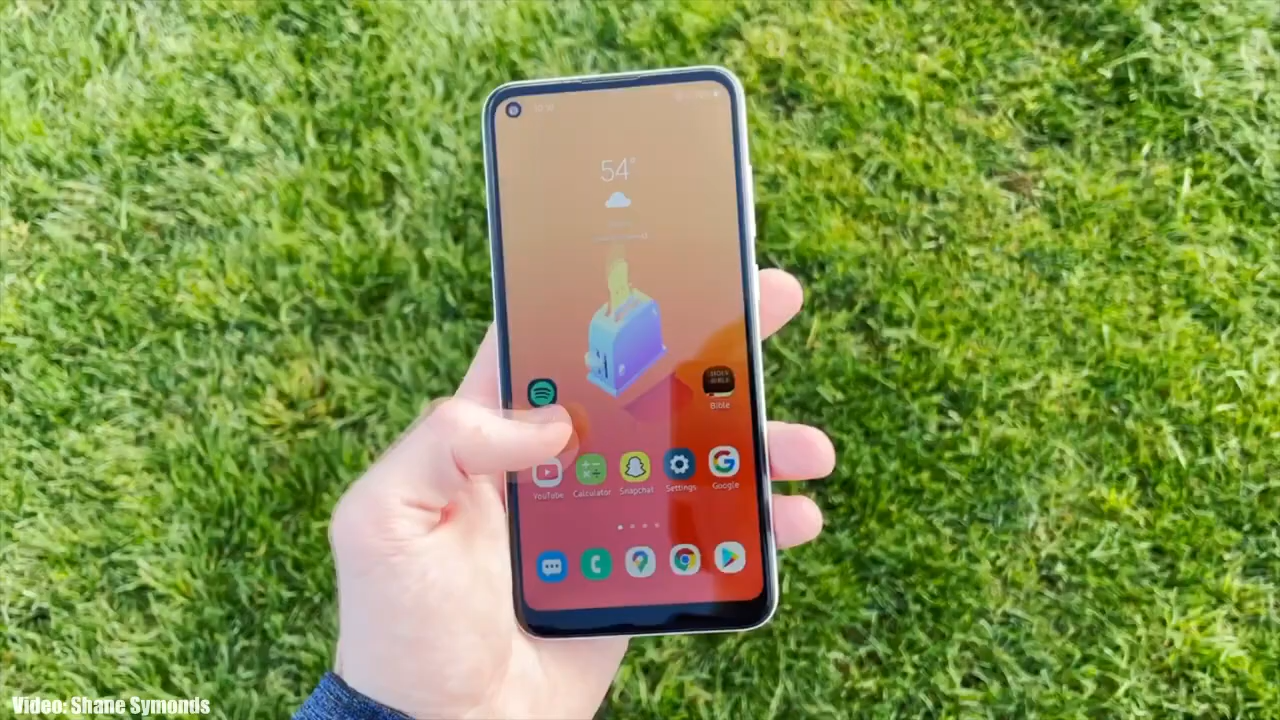 54°
Bible
YouTube
Calculator
Snapchat
Settings
Google
Video: Shane Symonds